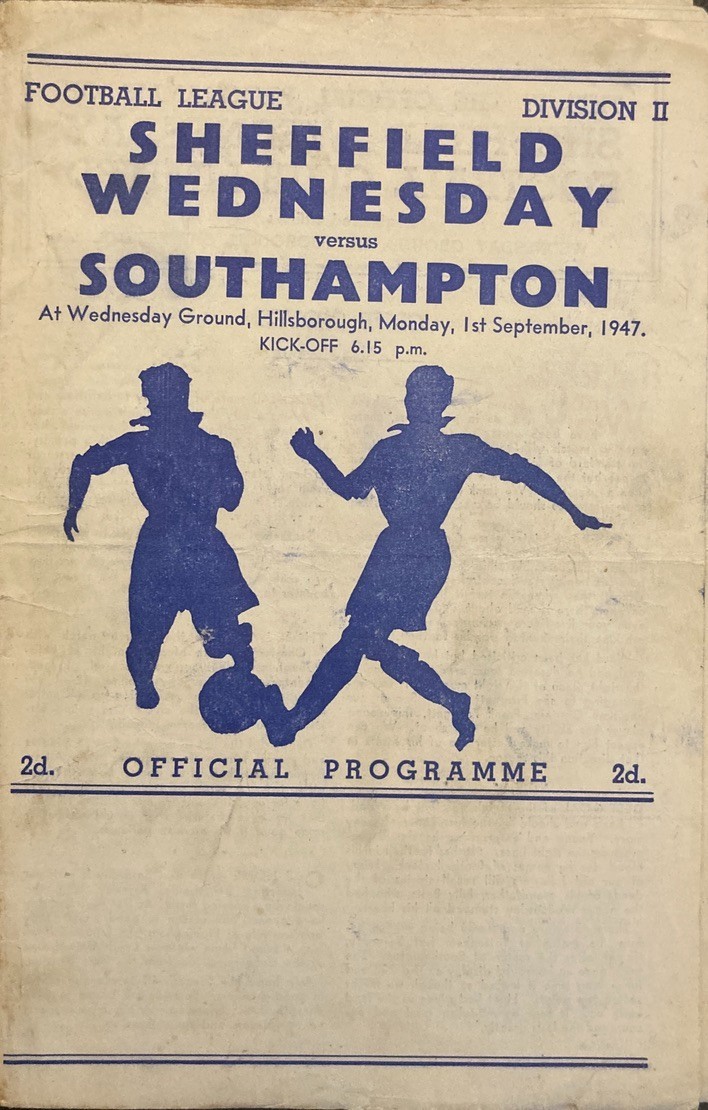 FOOTBALL LEAGUE DIVISION II
SHEFFIELD
WEDNESDAY
versus
SOUTHAMPTON
At Wednesday Ground, Hillsborough, Monday, 1st September, 1947.
KICK-OFF 6.15 p.m.
2d. OFFICIAL PROGRAMME 2d.